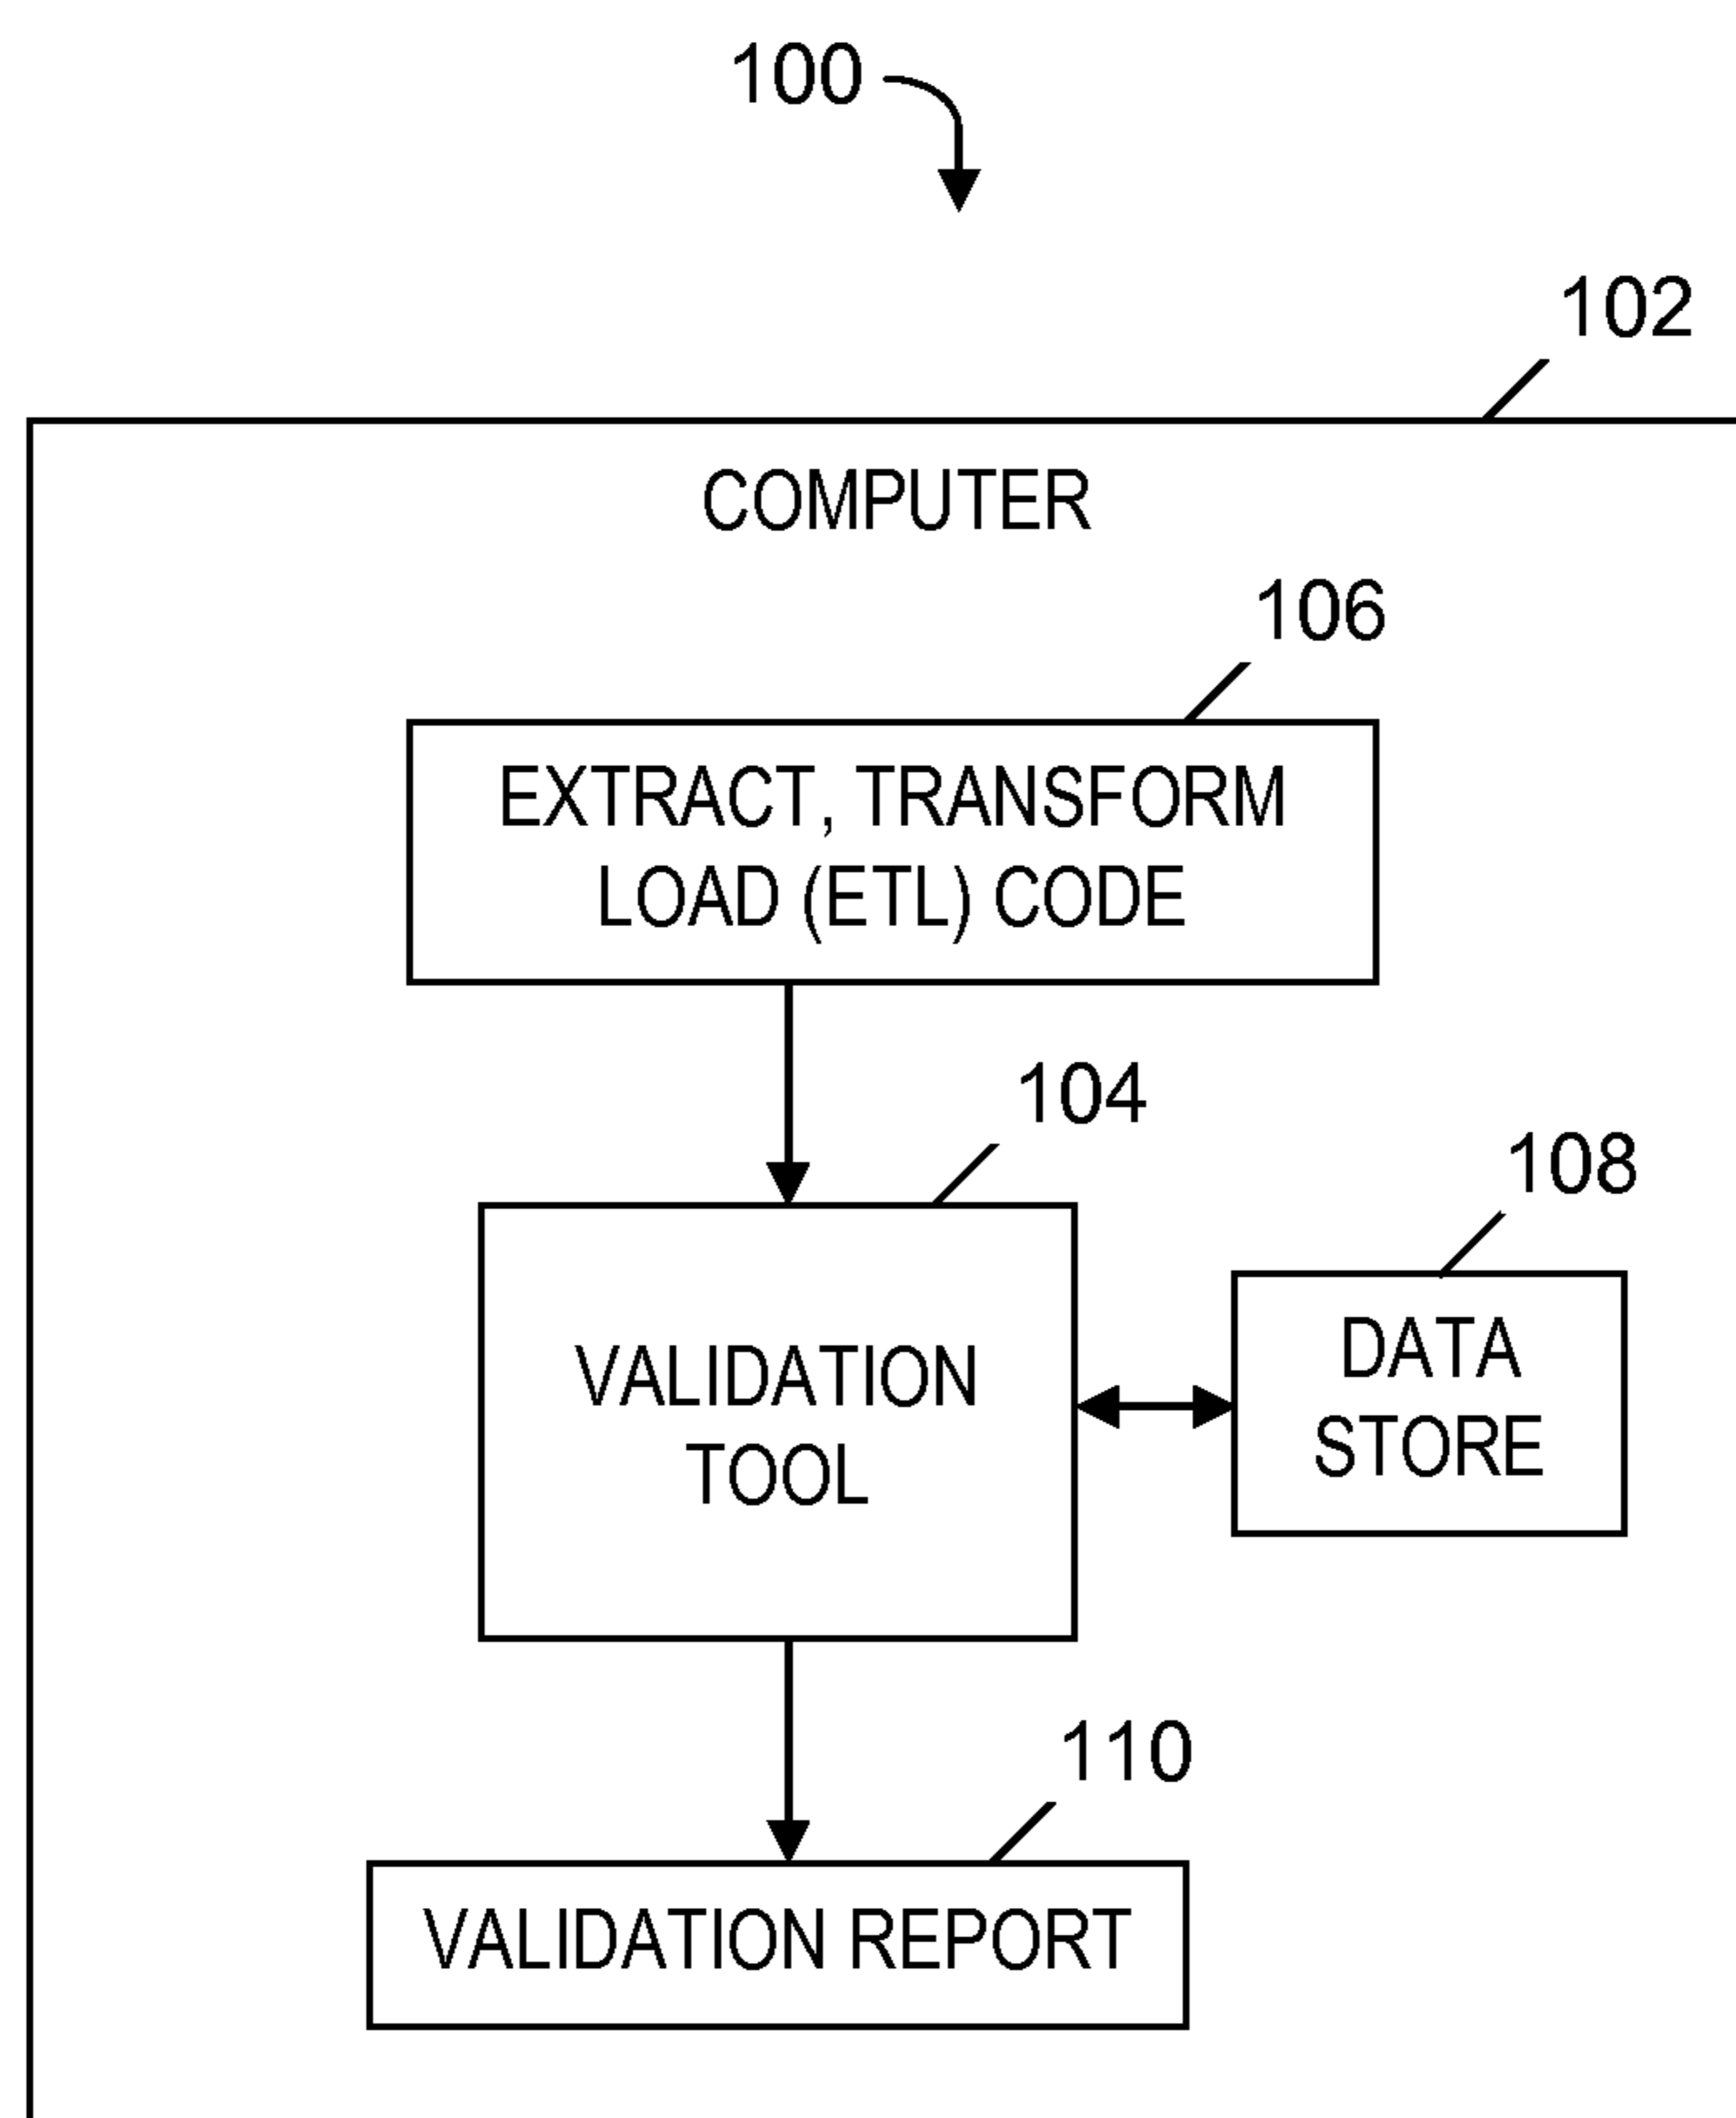 100
102
COMPUTER
106
EXTRACT, TRANSFORM
LOAD (ETL) CODE
104
108
VALIDATION
TOOL
DATA
STORE
110
VALIDATION REPORT